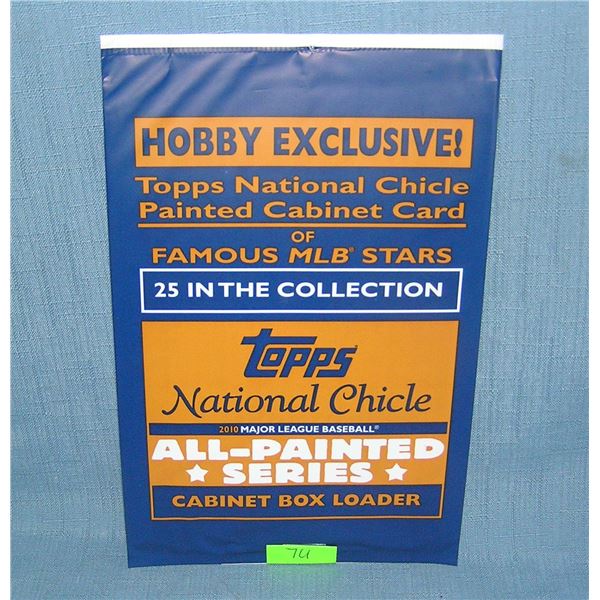 HOBBY EXCLUSIVE!
Topps National Chicle
Painted Cabinet Card
OF
FAMOUS MLB® STARS
25 IN THE COLLECTION
Topps
National Chicle
2010 MAJOR LEAGUE BASEBALL®
ALL-PAINTED
★ SERIES ★
CABINET BOX LOADER